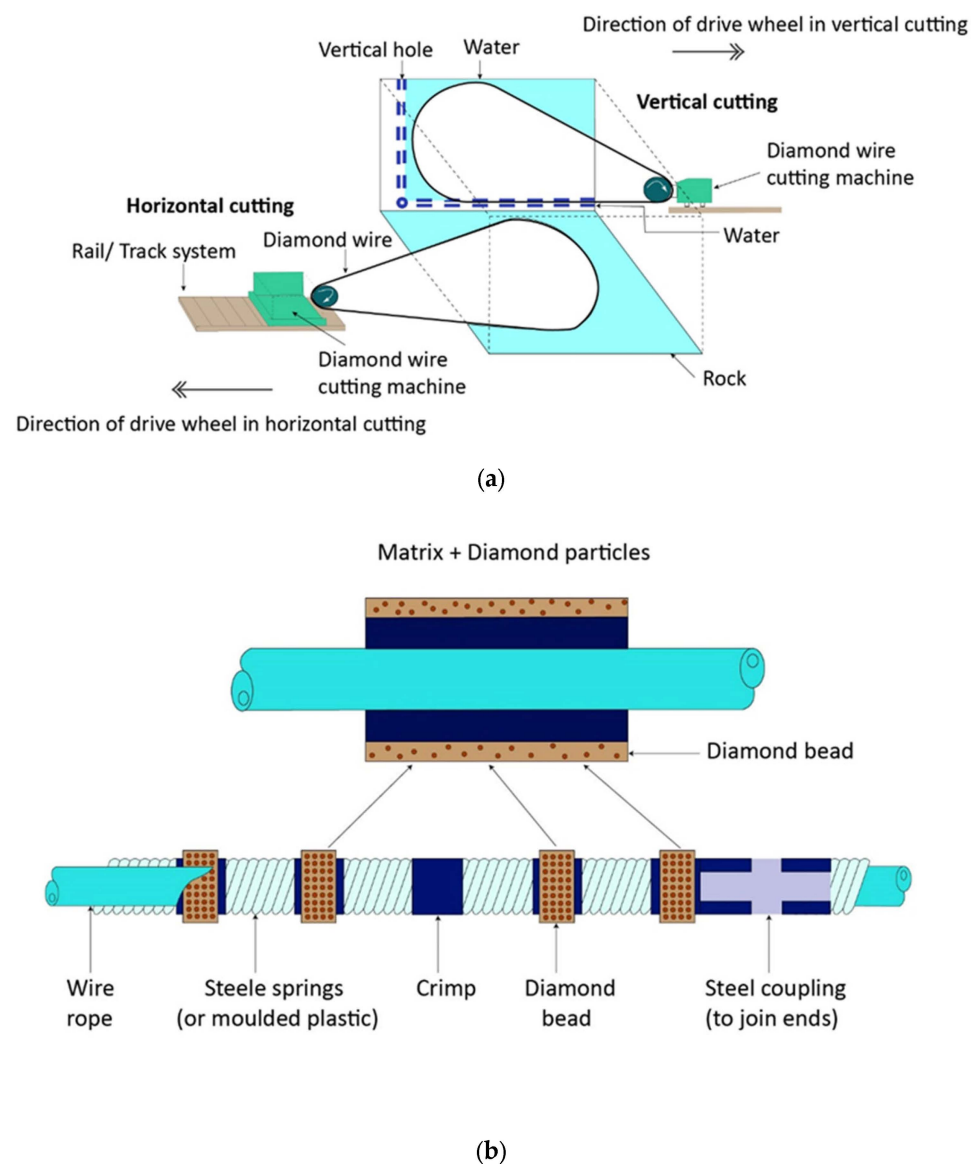 Direction of drive wheel in vertical cutting
Vertical hole
Water
Vertical cutting
Diamond wire
cutting machine
Horizontal cutting
Diamond wire
Water
Rail/ Track system
Diamond wire
cutting machine
Rock
Direction of drive wheel in horizontal cutting
(a)
Matrix + Diamond particles
Diamond bead
Wire
rope
Steele springs
(or moulded plastic)
Crimp
Diamond
bead
Steel coupling
(to join ends)
(b)